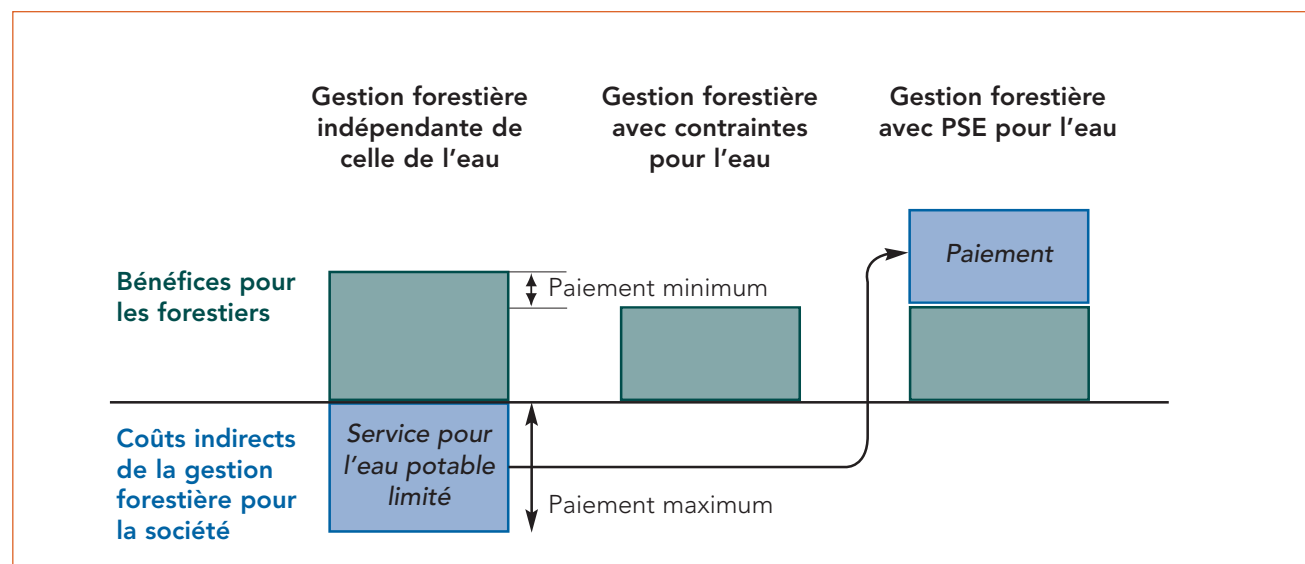 Gestion forestière
indépendante de
celle de l'eau
Gestion forestière
avec contraintes
pour l'eau
Gestion forestière
avec PSE pour l'eau
Bénéfices pour
les forestiers
Paiement minimum
Paiement
Coûts indirects
de la gestion
forestière pour
la société
Service pour
l'eau potable
limité
Paiement maximum